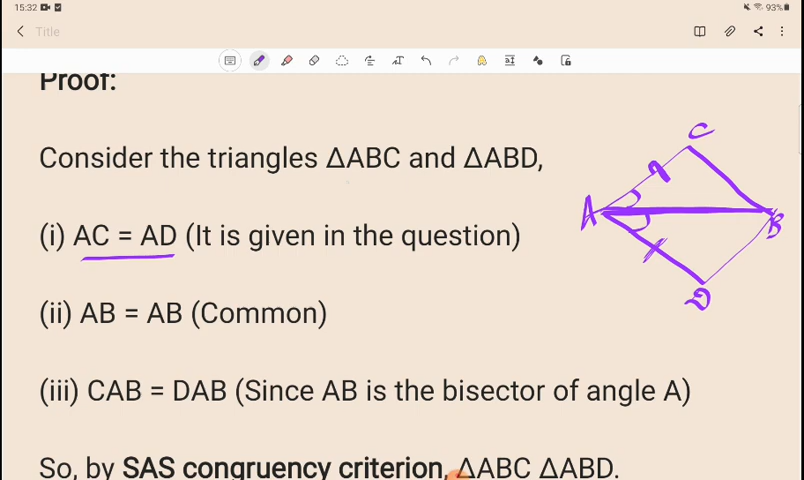 15:32
93%
Title
Proof:
Consider the triangles ΔABC and ΔABD,
(i) AC = AD (It is given in the question)
(ii) AB = AB (Common)
(iii) CAB = DAB (Since AB is the bisector of angle A)
So, by SAS congruency criterion, ΔABC ΔABD.
C
A
B
D